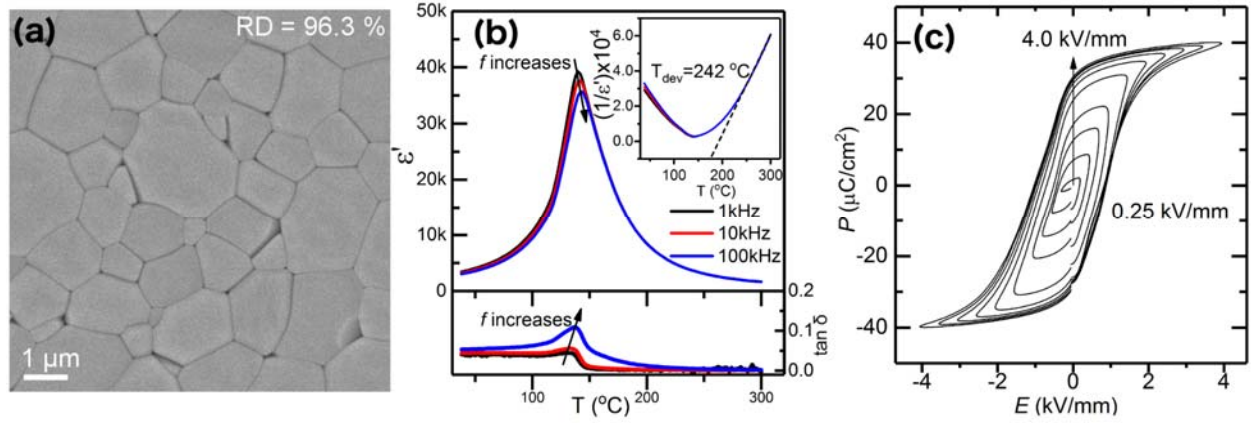 (a)
RD = 96.3 %
1 μm
(b)
50k
40k
30k
20k
10k
0
ε'
f increases
(1/ε')x10⁴
6.0
4.0
2.0
0.0
T_dev=242 °C
100
200
300
T (°C)
1kHz
10kHz
100kHz
f increases
0.2
0.1
0.0
tan δ
100
200
300
T (°C)
(c)
4.0 kV/mm
0.25 kV/mm
40
20
0
-20
-40
P (μC/cm²)
-4
-2
0
2
4
E (kV/mm)